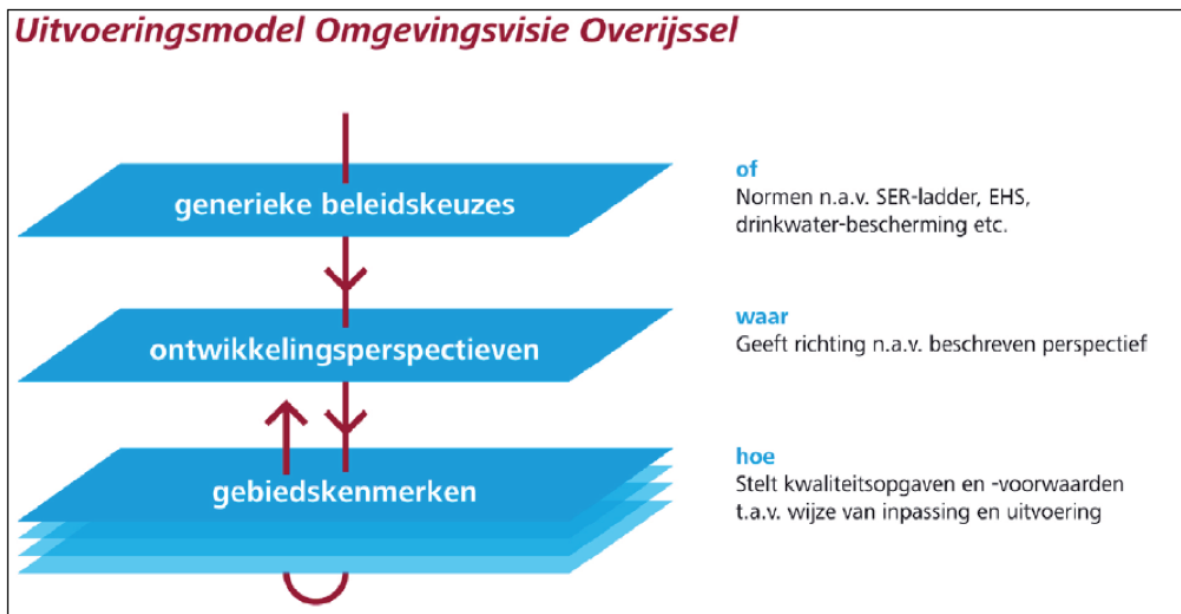 Uitvoeringsmodel Omgevingsvisie Overijssel
generieke beleidskeuzes
of
Normen n.a.v. SER-ladder, EHS,
drinkwater-bescherming etc.
ontwikkelingsperspectieven
waar
Geeft richting n.a.v. beschreven perspectief
gebiedskenmerken
hoe
Stelt kwaliteitsopgaven en -voorwaarden
t.a.v. wijze van inpassing en uitvoering